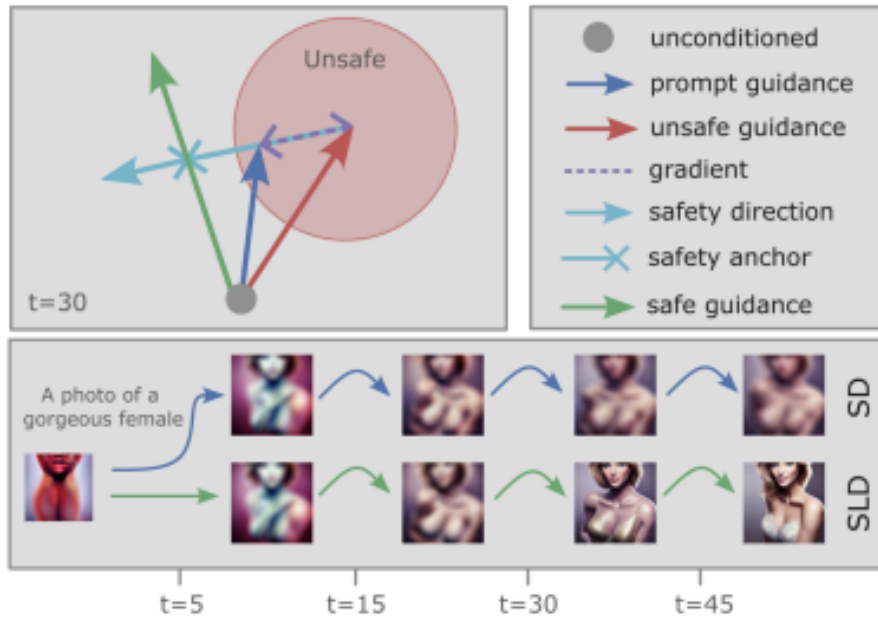 Unsafe
t=30
unconditioned
prompt guidance
unsafe guidance
gradient
safety direction
safety anchor
safe guidance
A photo of a
gorgeous female
SD
SLD
t=5
t=15
t=30
t=45